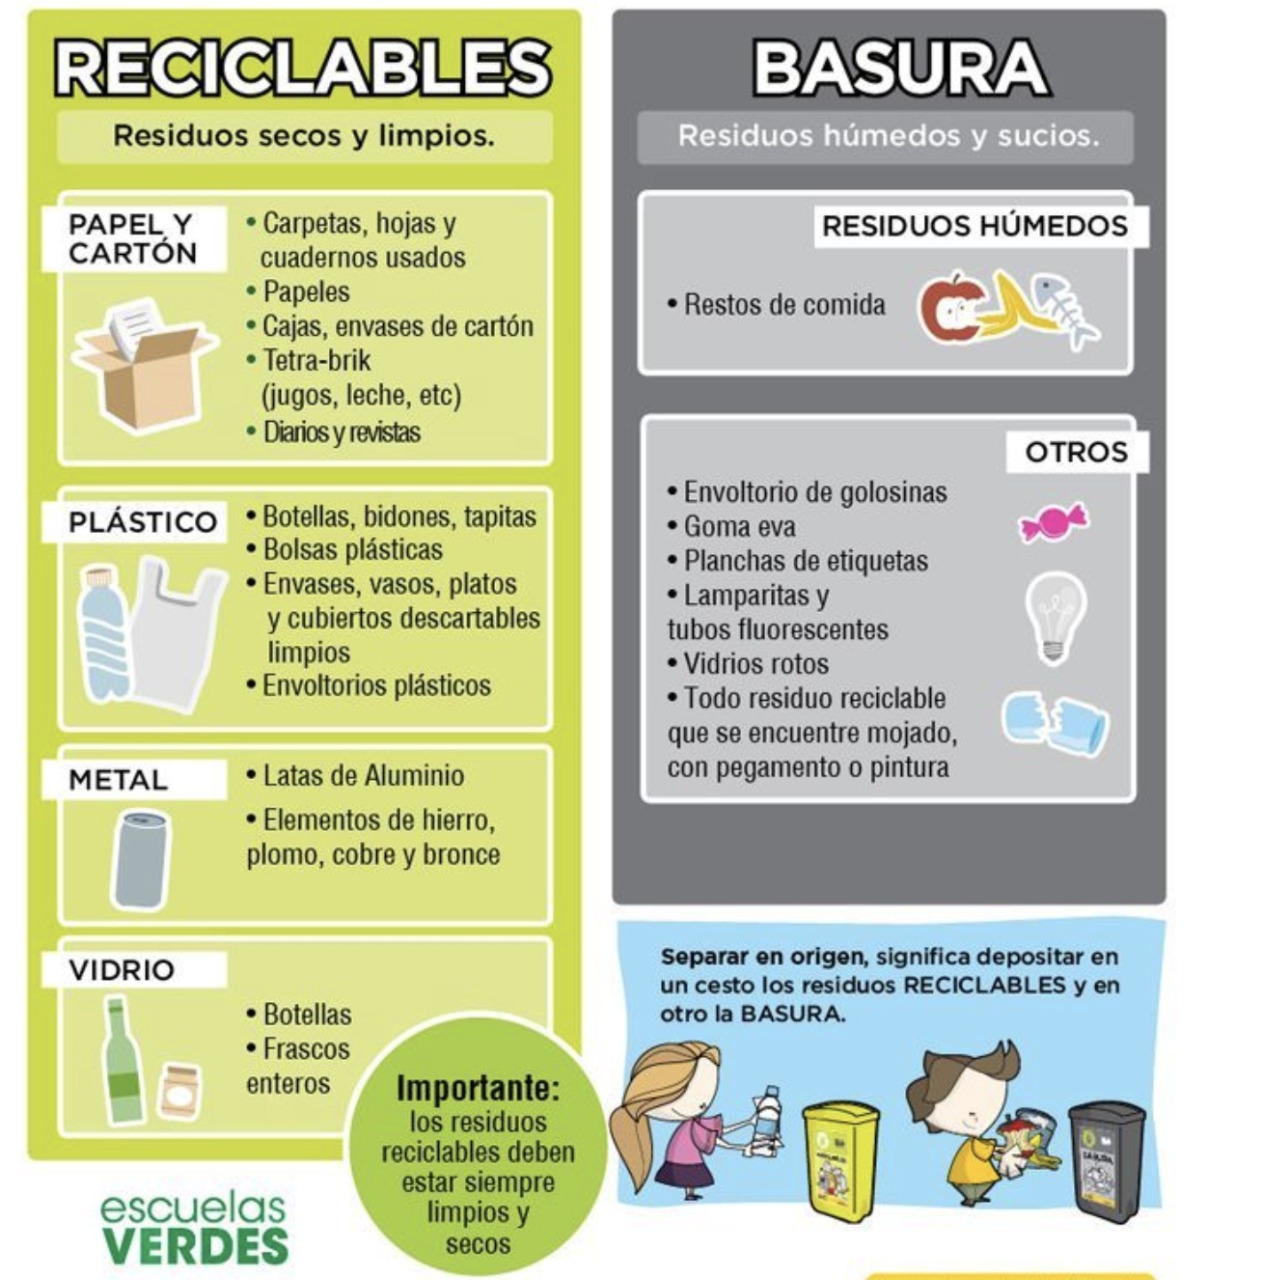 RECICLABLES
Residuos secos y limpios.
PAPEL Y
CARTÓN
• Carpetas, hojas y
cuadernos usados
• Papeles
• Cajas, envases de cartón
• Tetra-brik
(jugos, leche, etc)
• Diarios y revistas
PLÁSTICO
• Botellas, bidones, tapitas
• Bolsas plásticas
• Envases, vasos, platos
y cubiertos descartables
limpios
• Envoltorios plásticos
METAL
• Latas de Aluminio
• Elementos de hierro,
plomo, cobre y bronce
VIDRIO
• Botellas
• Frascos
enteros
Importante:
los residuos
reciclables deben
estar siempre
limpios y
secos
escuelas
VERDES
BASURA
Residuos húmedos y sucios.
RESIDUOS HÚMEDOS
• Restos de comida
OTROS
• Envoltorio de golosinas
• Goma eva
• Planchas de etiquetas
• Lamparitas y
tubos fluorescentes
• Vidrios rotos
• Todo residuo reciclable
que se encuentre mojado,
con pegamento o pintura
Separar en origen, significa depositar en
un cesto los residuos RECICLABLES y en
otro la BASURA.